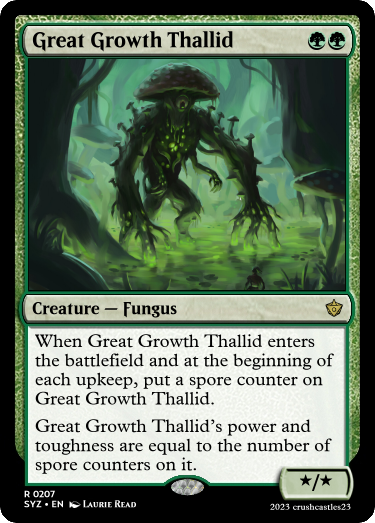 Great Growth Thallid
Creature — Fungus
When Great Growth Thallid enters
the battlefield and at the beginning of
each upkeep, put a spore counter on
Great Growth Thallid.
Great Growth Thallid's power and
toughness are equal to the number of
spore counters on it.
★/★
R 0207
SYZ • EN Laurie Read
2023 crushcastles23